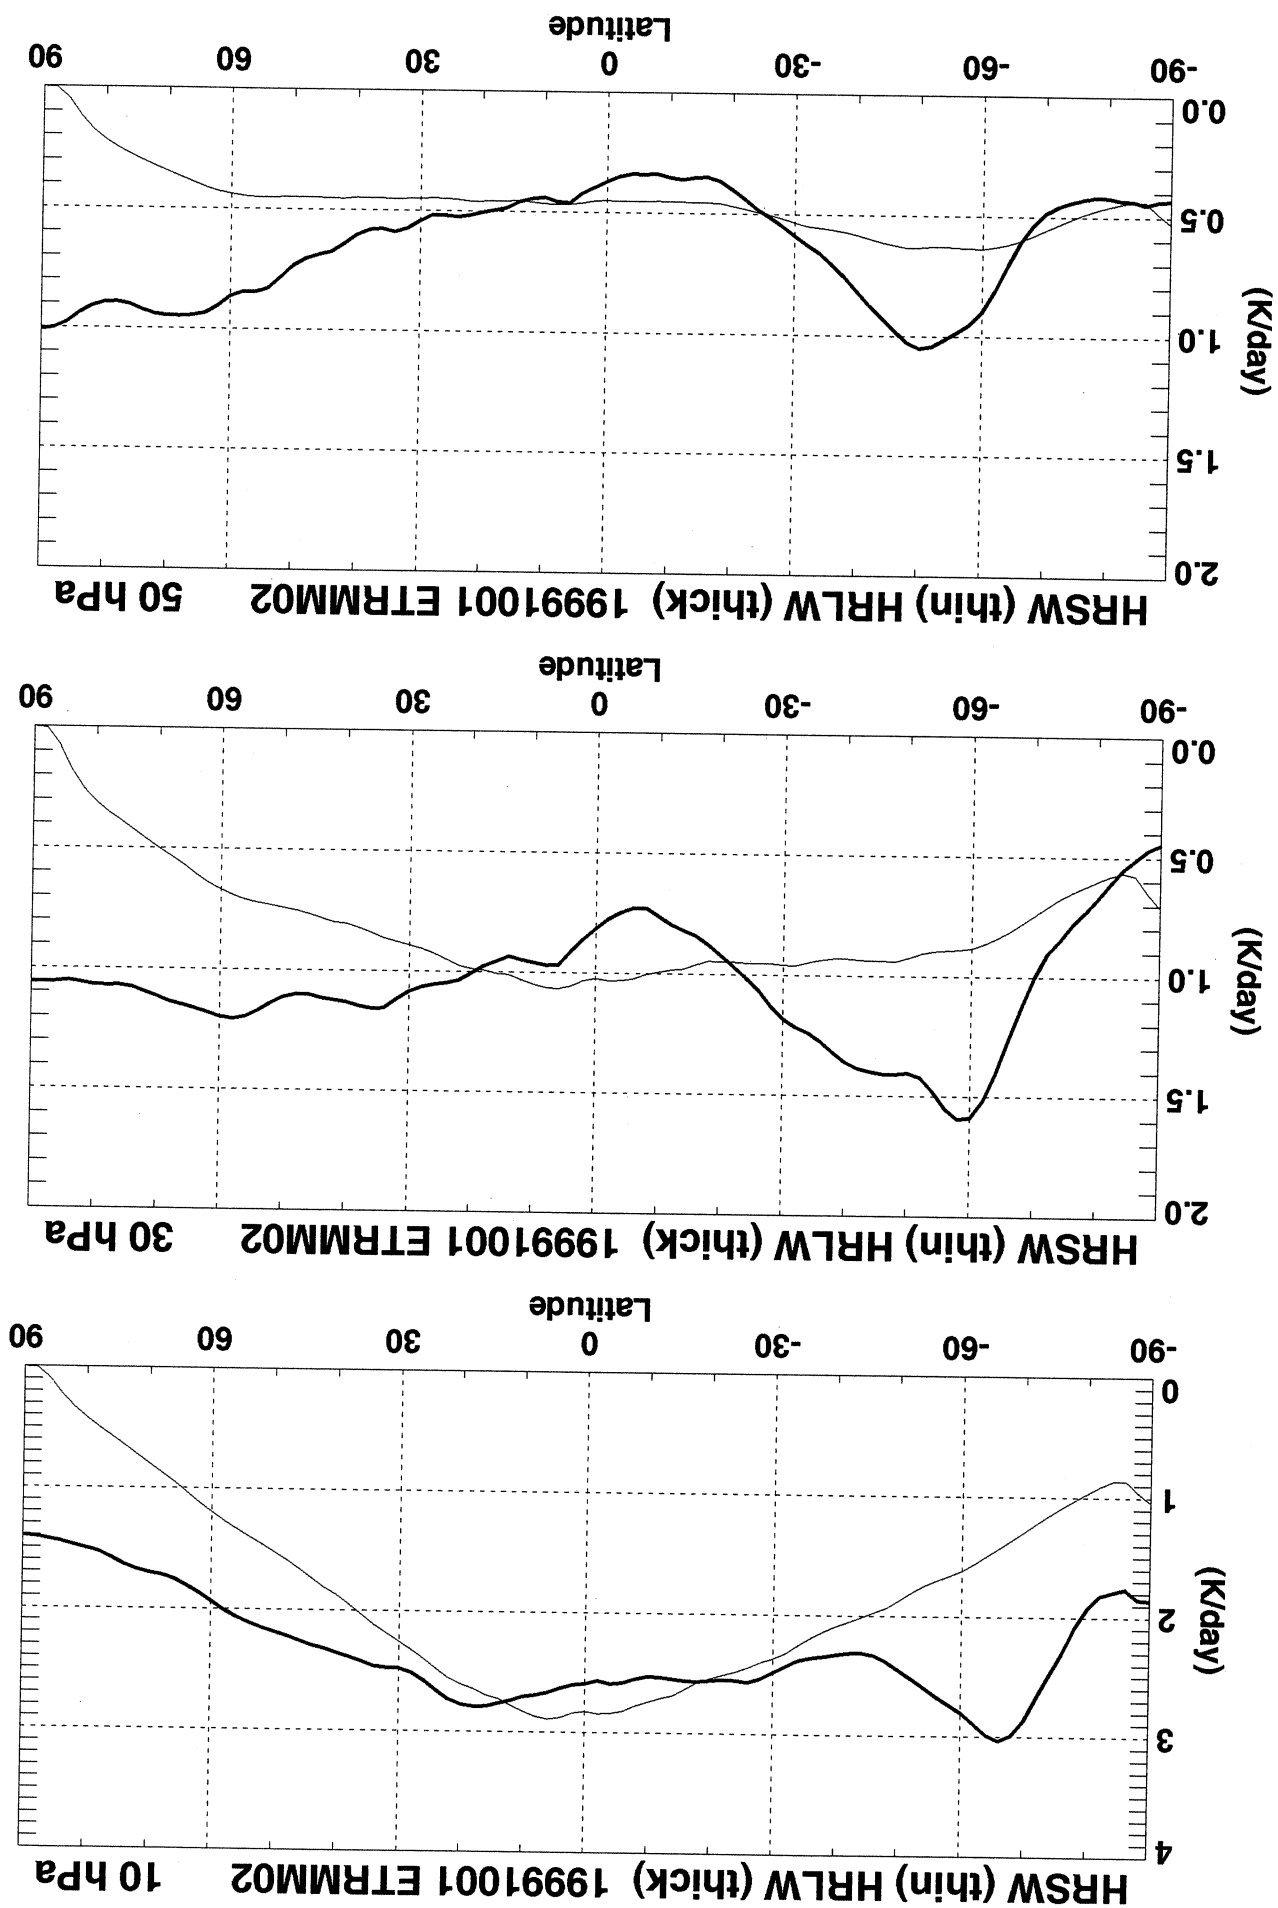 HRSW (thin) HRLW (thick) 19991001 ETRMM02 10 hPa
4
3
2
1
0
(K/day)
-90 -60 -30 0 30 60 90
Latitude
HRSW (thin) HRLW (thick) 19991001 ETRMM02 30 hPa
2.0
1.5
1.0
0.5
0.0
(K/day)
-90 -60 -30 0 30 60 90
Latitude
HRSW (thin) HRLW (thick) 19991001 ETRMM02 50 hPa
2.0
1.5
1.0
0.5
0.0
(K/day)
-90 -60 -30 0 30 60 90
Latitude